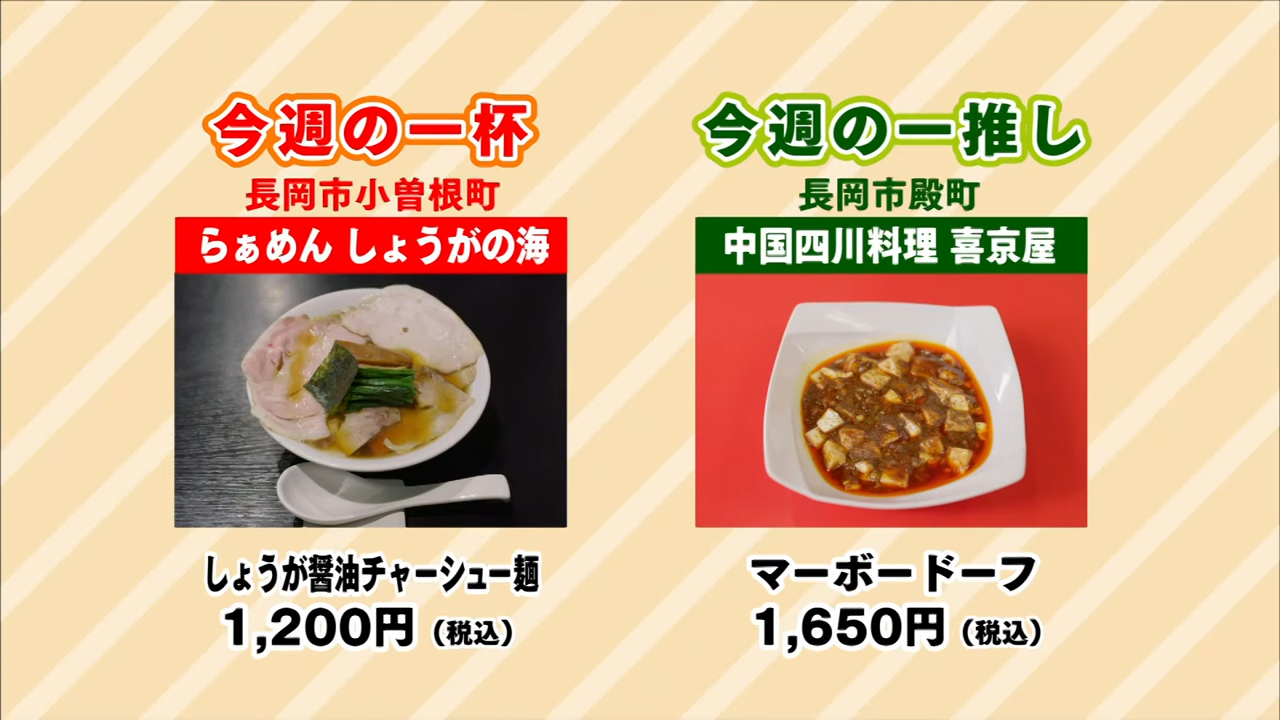 今週の一杯
長岡市小曽根町
らぁめん しょうがの海
しょうが醤油チャーシュー麺
1,200円（税込）
今週の一推し
長岡市殿町
中国四川料理 喜京屋
マーボードーフ
1,650円（税込）